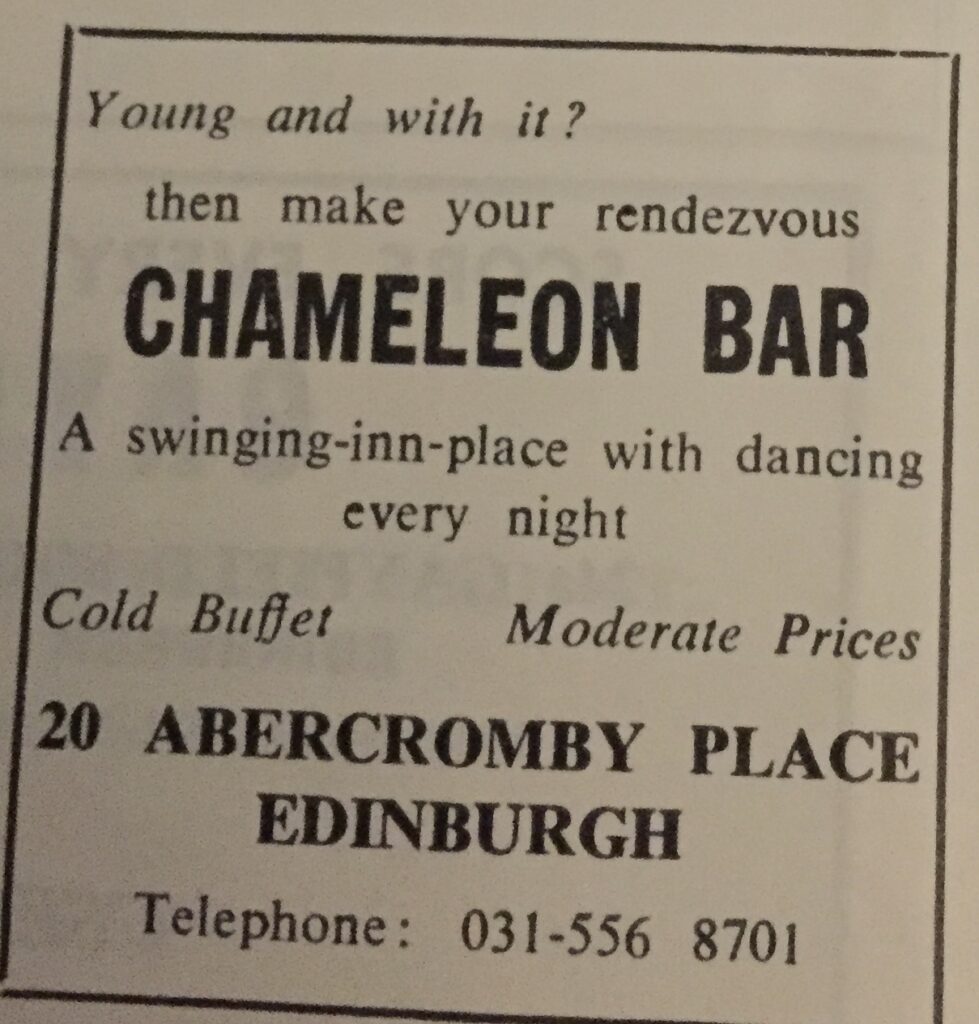 Young and with it?
then make your rendezvous
CHAMELEON BAR
A swinging-inn-place with dancing
every night
Cold Buffet Moderate Prices
20 ABERCROMBY PLACE
EDINBURGH
Telephone: 031-556 8701